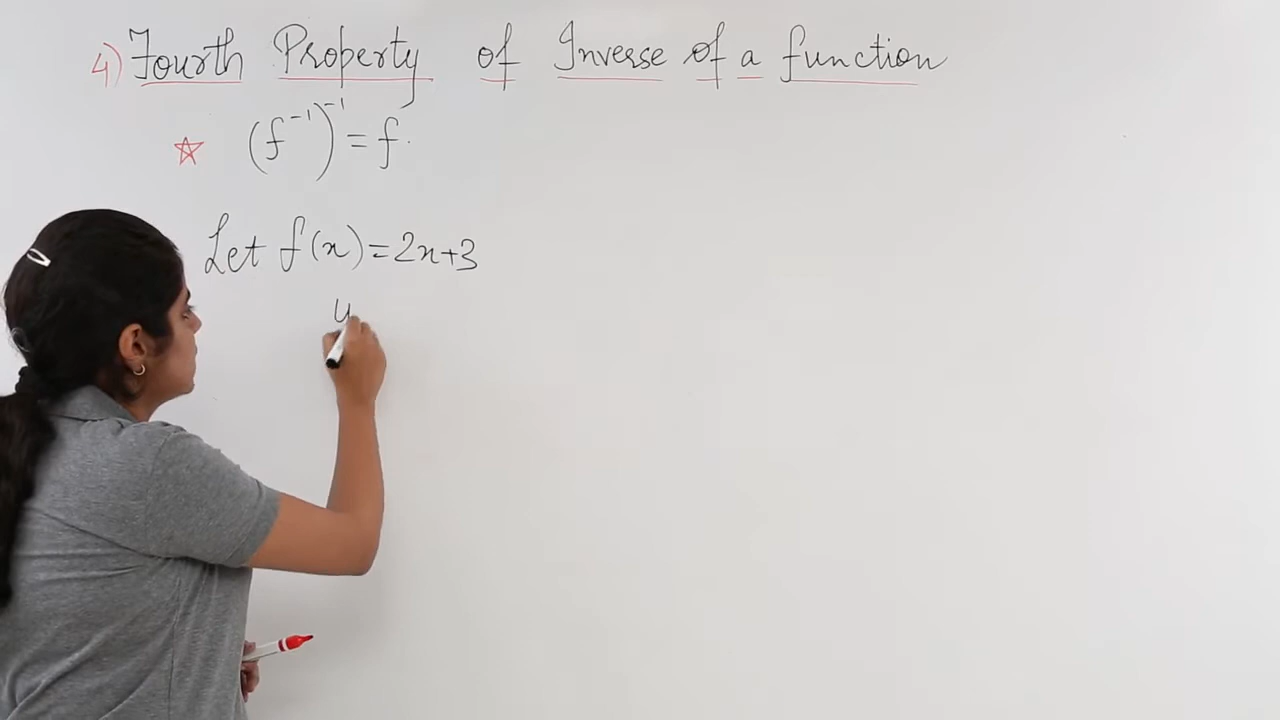 4) Fourth Property of Inverse of a function
☆ (f⁻¹)⁻¹ = f.
Let f(x) = 2x+3
y